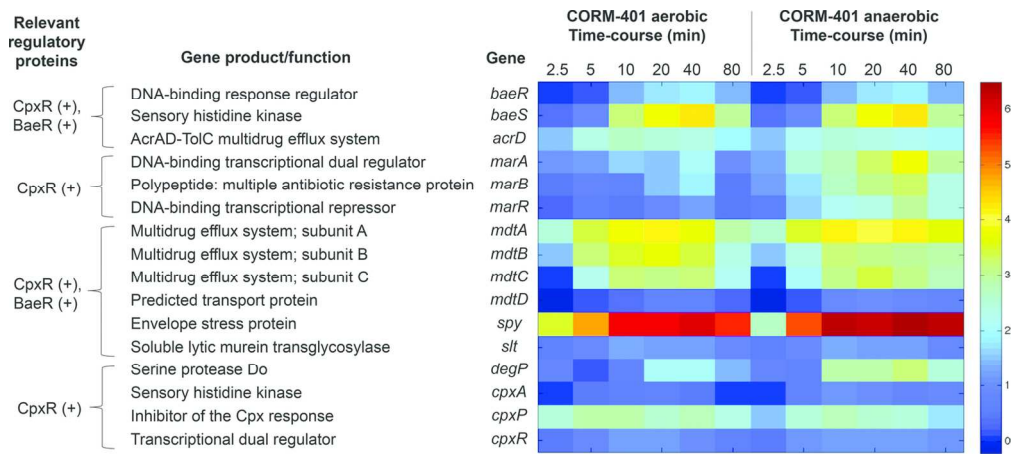 Relevant
regulatory
proteins
Gene product/function
Gene
CORM-401 aerobic
Time-course (min)
CORM-401 anaerobic
Time-course (min)
2.5 5 10 20 40 80 2.5 5 10 20 40 80
CpxR (+),
BaeR (+)
DNA-binding response regulator baeR
Sensory histidine kinase baeS
AcrAD-TolC multidrug efflux system acrD
CpxR (+)
DNA-binding transcriptional dual regulator marA
Polypeptide: multiple antibiotic resistance protein marB
DNA-binding transcriptional repressor marR
CpxR (+),
BaeR (+)
Multidrug efflux system; subunit A mdtA
Multidrug efflux system; subunit B mdtB
Multidrug efflux system; subunit C mdtC
Predicted transport protein mdtD
Envelope stress protein spy
Soluble lytic murein transglycosylase slt
CpxR (+)
Serine protease Do degP
Sensory histidine kinase cpxA
Inhibitor of the Cpx response cpxP
Transcriptional dual regulator cpxR
6
5
4
3
2
1
0